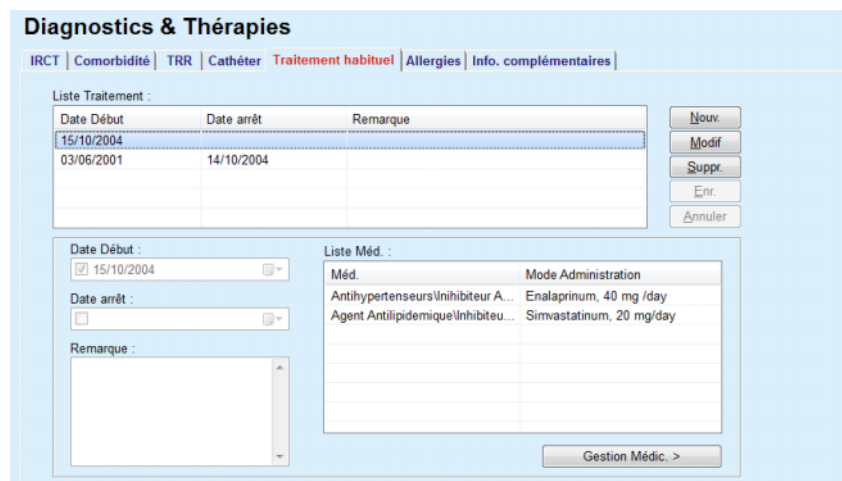 Diagnostics & Thérapies
IRCT Comorbidité TRR Cathéter Traitement habituel Allergies Info. complémentaires
Liste Traitement :
Date Début Date arrêt Remarque
15/10/2004
03/06/2001 14/10/2004
Nouv.
Modif
Suppr.
Enr.
Annuler
Date Début :
15/10/2004
Date arrêt :
Remarque :
Liste Méd. :
Méd. Mode Administration
Antihypertenseurs\Inihibiteur A... Enalaprinum, 40 mg /day
Agent Antilipidemique\Inhibiteu... Simvastatinum, 20 mg/day
Gestion Médic. >